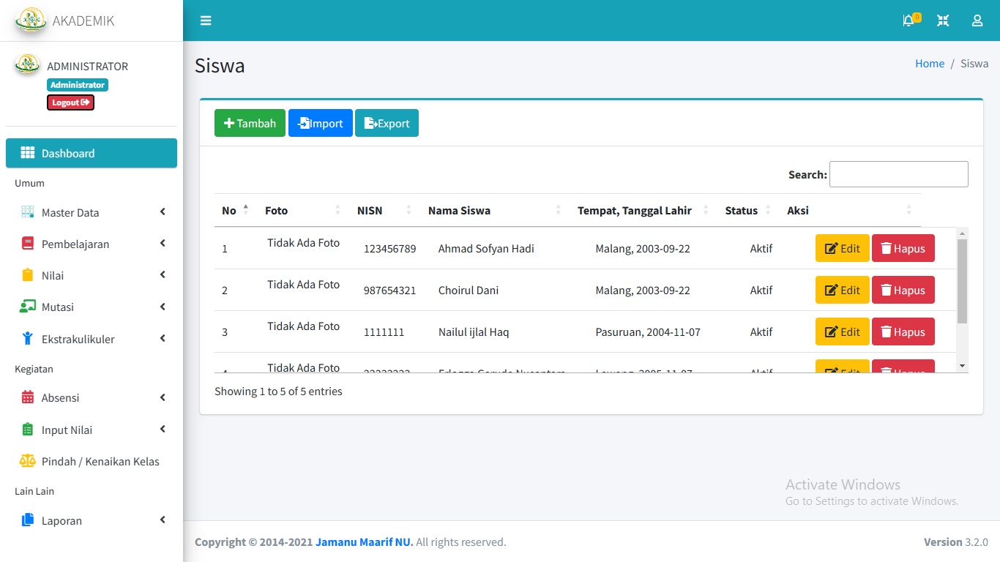 AKADEMIK
0
ADMINISTRATOR
Administrator
Logout
Dashboard
Umum
Master Data
Pembelajaran
Nilai
Mutasi
Ekstrakulikuler
Kegiatan
Absensi
Input Nilai
Pindah / Kenaikan Kelas
Lain Lain
Laporan
Siswa
Home / Siswa
Tambah Import Export
Search:
No Foto NISN Nama Siswa Tempat, Tanggal Lahir Status Aksi
1 Tidak Ada Foto 123456789 Ahmad Sofyan Hadi Malang, 2003-09-22 Aktif Edit Hapus
2 Tidak Ada Foto 987654321 Choirul Dani Malang, 2003-09-22 Aktif Edit Hapus
3 Tidak Ada Foto 1111111 Nailul ijlal Haq Pasuruan, 2004-11-07 Aktif Edit Hapus
Tidak Ada Foto Aktif Edit Hapus
Showing 1 to 5 of 5 entries
Activate Windows
Go to Settings to activate Windows.
Copyright © 2014-2021 Jamanu Maarif NU. All rights reserved.
Version 3.2.0